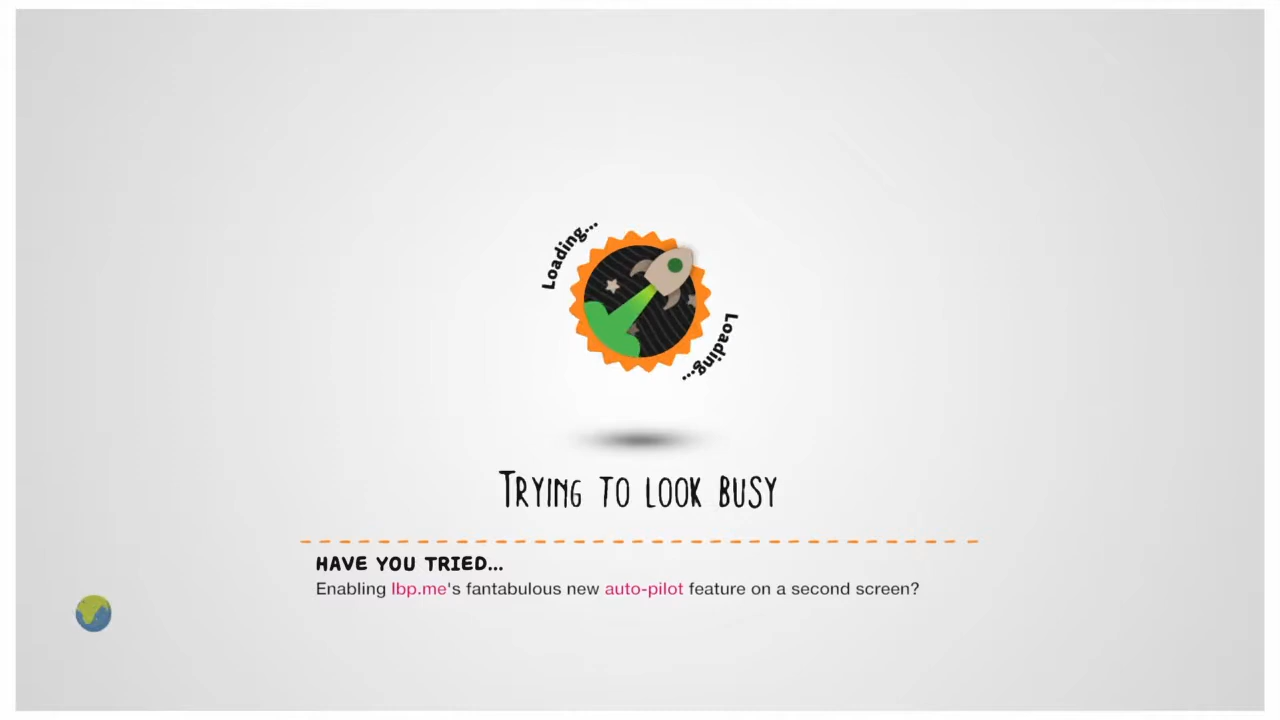 Loading...
Loading...
TRYING TO LOOK BUSY
HAVE YOU TRIED...
Enabling lbp.me's fantabulous new auto-pilot feature on a second screen?